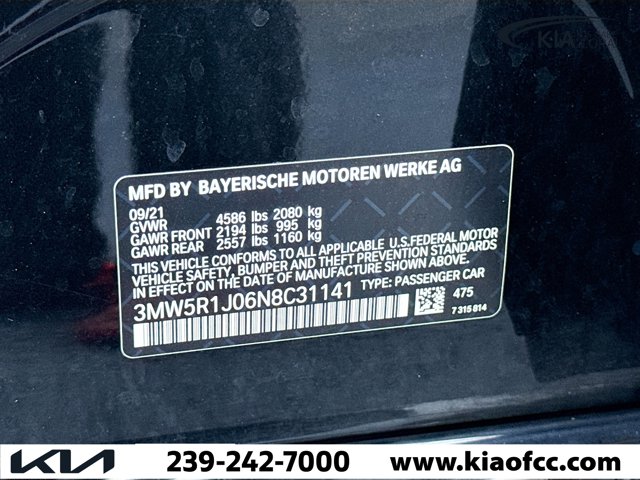 KIA
MFD BY BAYERISCHE MOTOREN WERKE AG
09/21
GVWR 4586 lbs 2080 kg
GAWR FRONT 2194 lbs 995 kg
GAWR REAR 2557 lbs 1160 kg
THIS VEHICLE CONFORMS TO ALL APPLICABLE U.S.FEDERAL MOTOR
VEHICLE SAFETY, BUMPER AND THEFT PREVENTION STANDARDS
IN EFFECT ON DATE OF MANUFACTURE SHOWN ABOVE.
3MW5R1J06N8C31141 TYPE: PASSENGER CAR
475
7 315 814
KIA 239-242-7000 www.kiaofcc.com